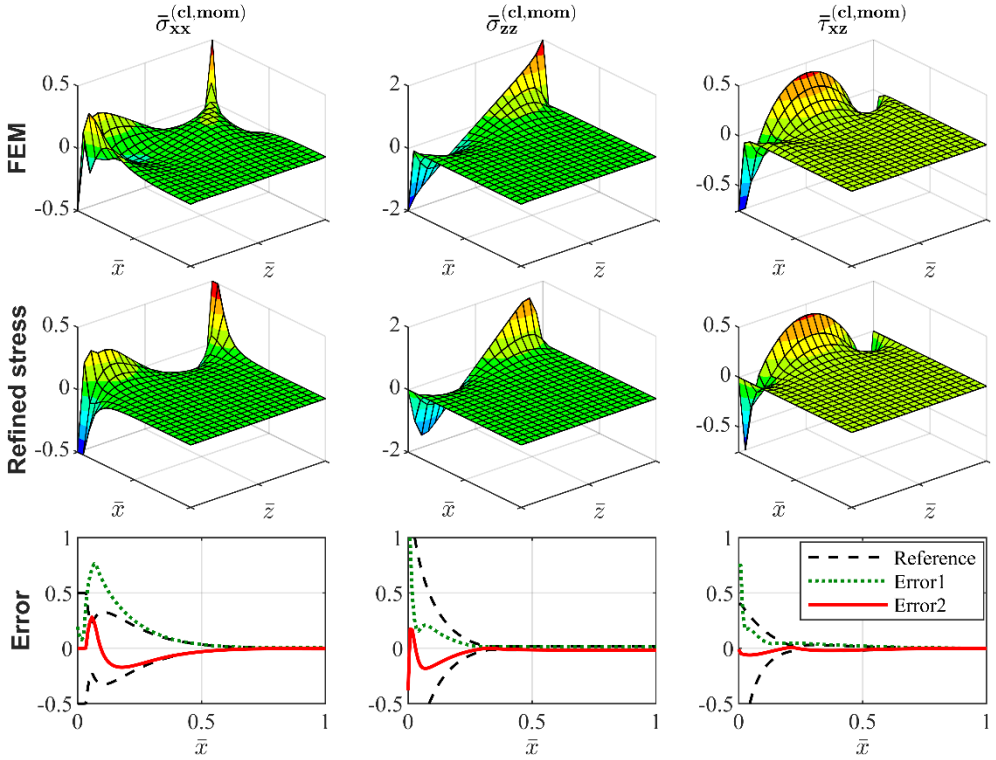 σ̄xx^(cl,mom) σ̄zz^(cl,mom) τ̄xz^(cl,mom)
FEM
0.5 0 -0.5 x̄ z̄
2 0 -2 x̄ z̄
0.5 0 -0.5 x̄ z̄
Refined stress
0.5 0 -0.5 x̄ z̄
2 0 -2 x̄ z̄
0.5 0 -0.5 x̄ z̄
Error
1 0.5 0 -0.5
0 0.5 1
x̄
1 0.5 0 -0.5
0 0.5 1
x̄
1 0.5 0 -0.5
0 0.5 1
x̄
Reference
Error1
Error2